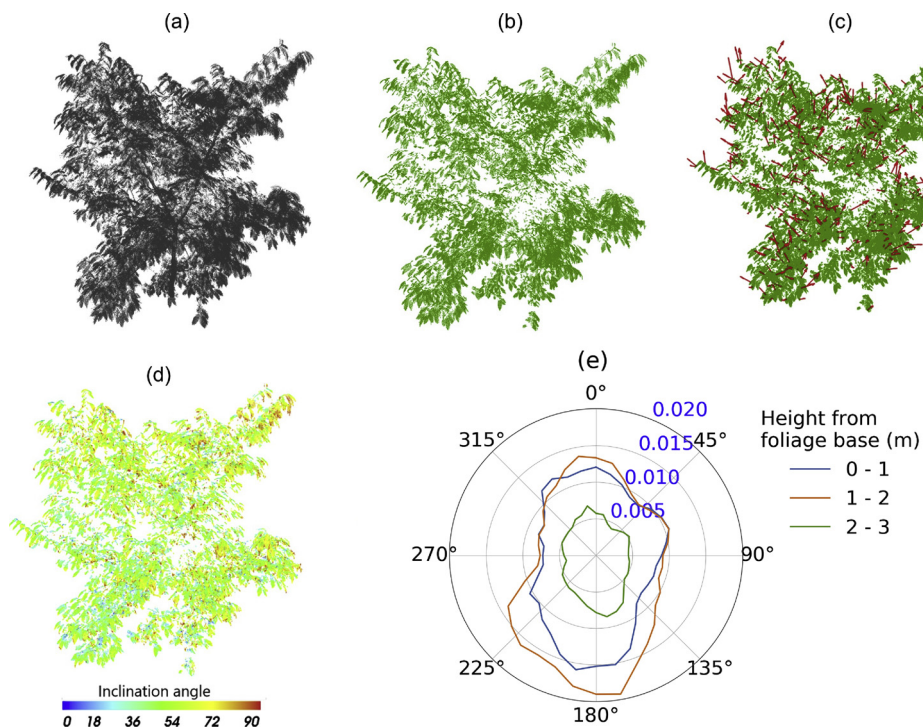 (a)
(b)
(c)
(d)
Inclination angle
0 18 36 54 72 90
(e)
0°
45°
90°
135°
180°
225°
270°
315°
0.020
0.015
0.010
0.005
Height from
foliage base (m)
0 - 1
1 - 2
2 - 3